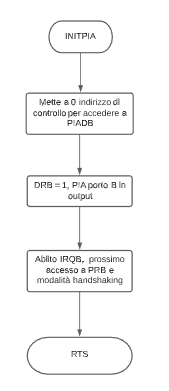 INITPIA
Mette a 0 indirizzo di
controllo per accedere a
PIADB
DRB = 1, PIA porto B in
output
Abilito IRQB, prossimo
accesso a PRB e
modalità handshaking
RTS